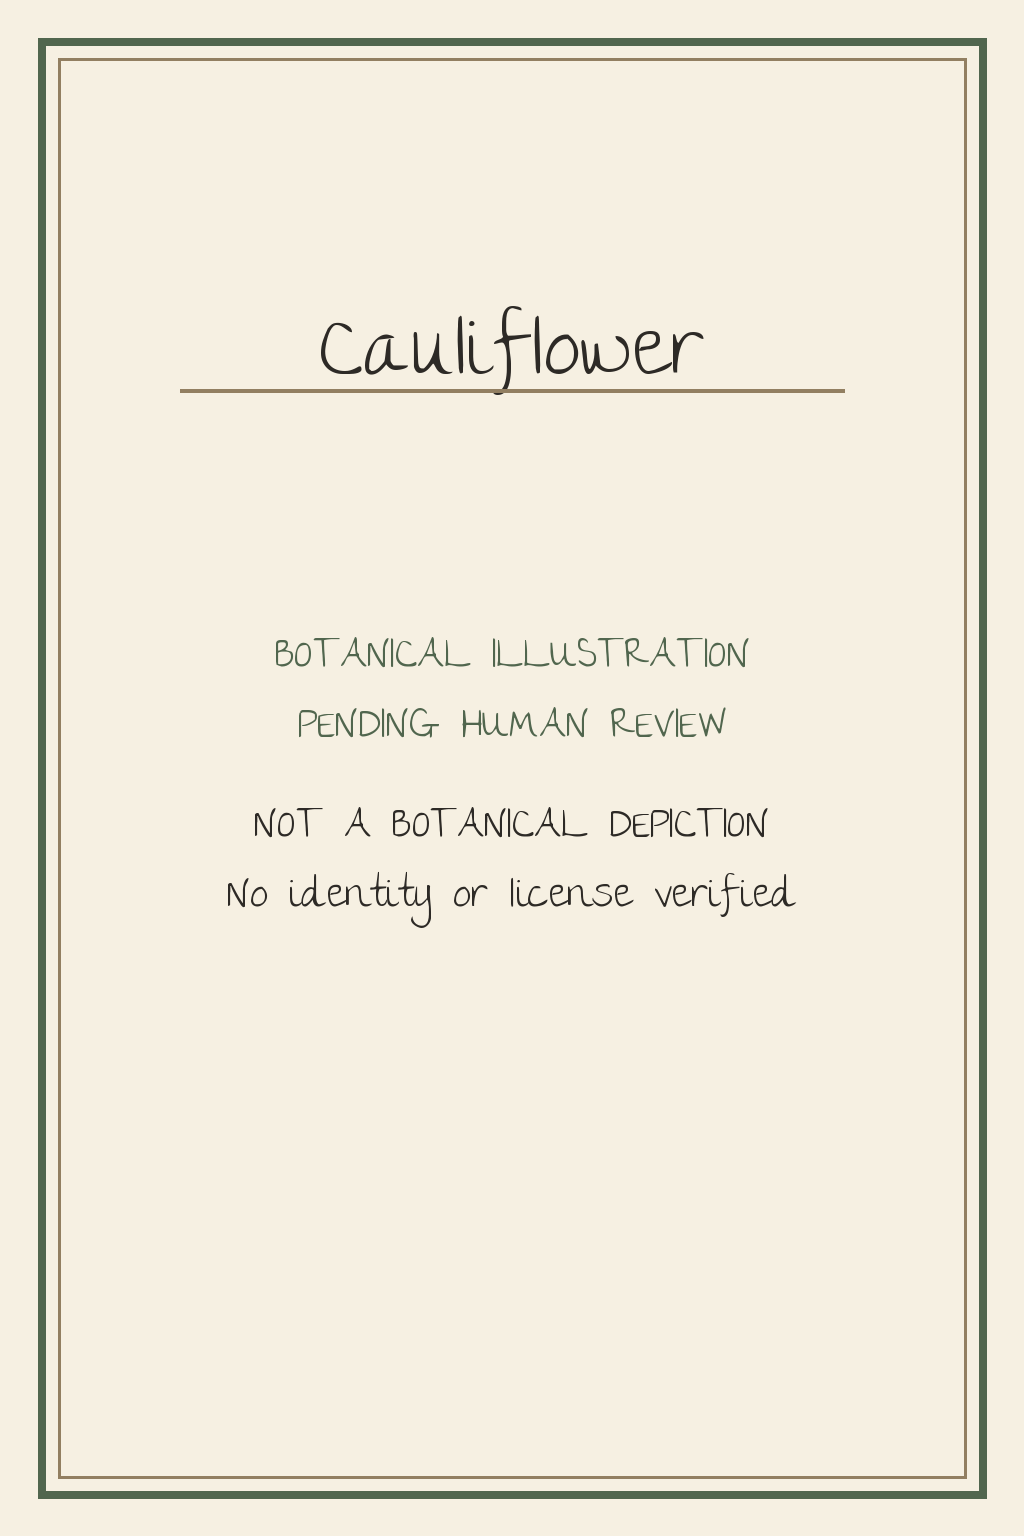 Cauliflower
BOTANICAL ILLUSTRATION
PENDING HUMAN REVIEW
NOT A BOTANICAL DEPICTION
No identity or license verified